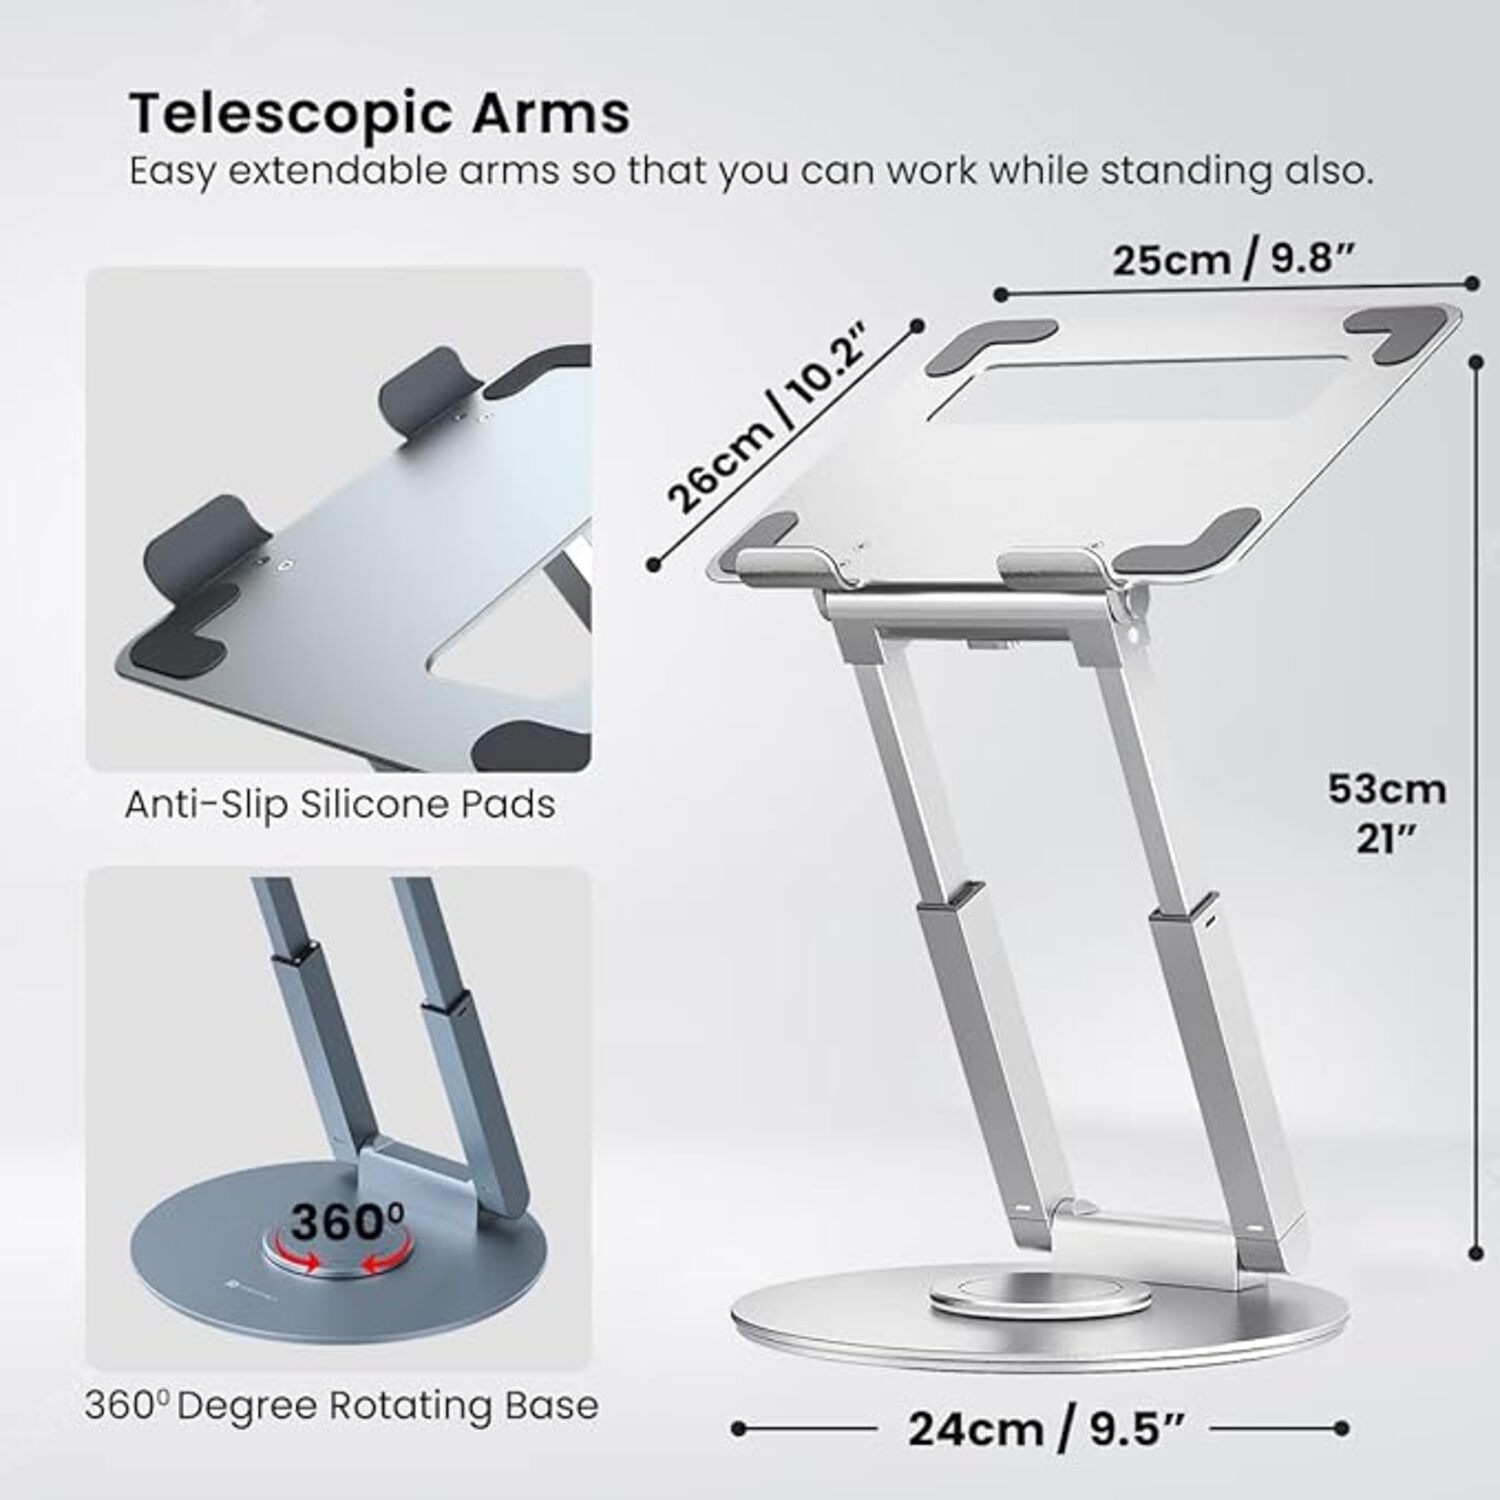 Telescopic Arms
Easy extendable arms so that you can work while standing also.
25cm / 9.8”
26cm / 10.2”
Anti-Slip Silicone Pads
53cm
21”
360⁰
360⁰ Degree Rotating Base
24cm / 9.5”